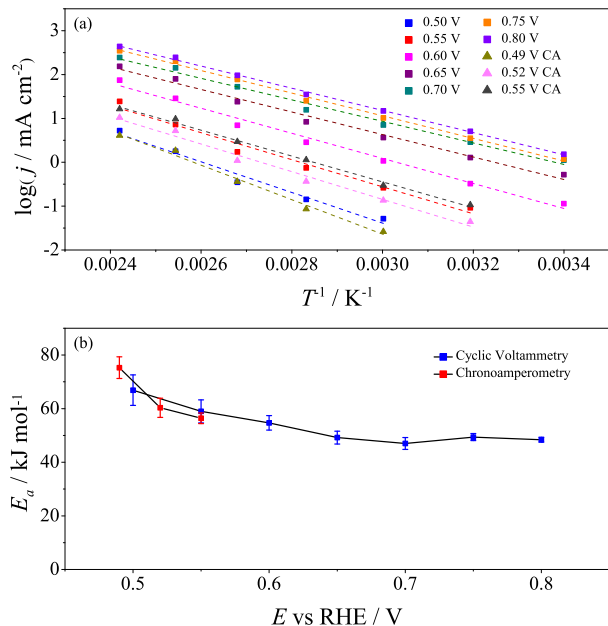 (a)
0.50 V 0.75 V
0.55 V 0.80 V
0.60 V 0.49 V CA
0.65 V 0.52 V CA
0.70 V 0.55 V CA
3
2
1
0
-1
-2
log(j / mA cm⁻²)
0.0024 0.0026 0.0028 0.0030 0.0032 0.0034
T⁻¹ / K⁻¹
(b)
Cyclic Voltammetry
Chronoamperometry
80
60
40
20
0
Eₐ / kJ mol⁻¹
0.5 0.6 0.7 0.8
E vs RHE / V